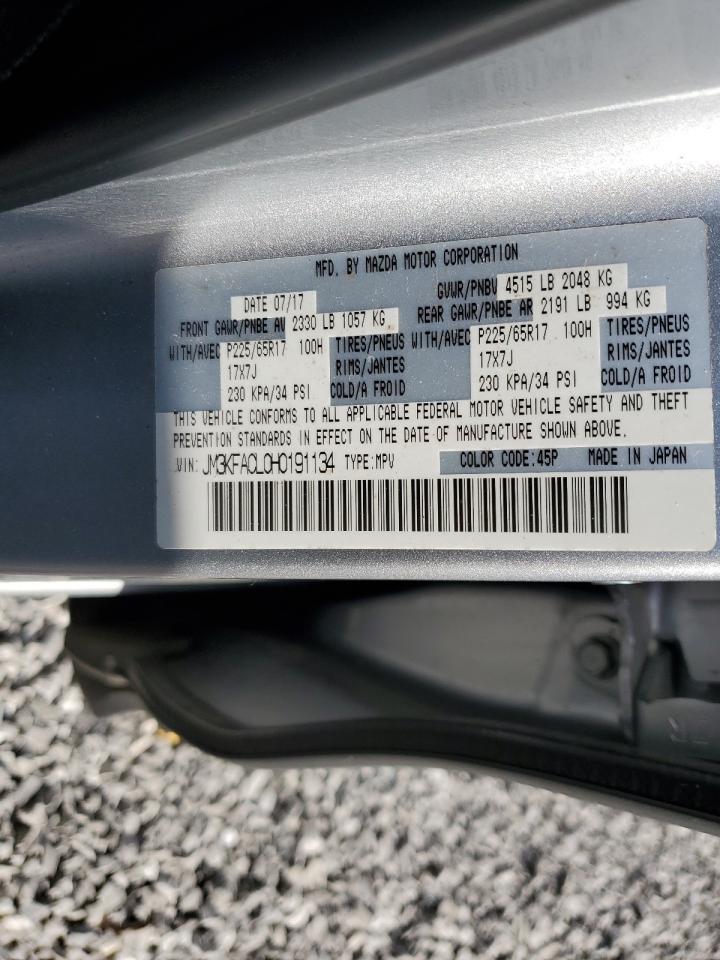 MFD. BY MAZDA MOTOR CORPORATION
DATE 07/17 GVWR/PNBV 4515 LB 2048 KG
FRONT GAWR/PNBE AV 2330 LB 1057 KG REAR GAWR/PNBE AR 2191 LB 994 KG
WITH/AVEC P225/65R17 100H TIRES/PNEUS WITH/AVEC P225/65R17 100H TIRES/PNEUS
17X7J RIMS/JANTES 17X7J RIMS/JANTES
230 KPA/34 PSI COLD/A FROID 230 KPA/34 PSI COLD/A FROID
THIS VEHICLE CONFORMS TO ALL APPLICABLE FEDERAL MOTOR VEHICLE SAFETY AND THEFT
PREVENTION STANDARDS IN EFFECT ON THE DATE OF MANUFACTURE SHOWN ABOVE.
VIN: JM3KFACL0H0191134 TYPE:MPV COLOR CODE:45P MADE IN JAPAN